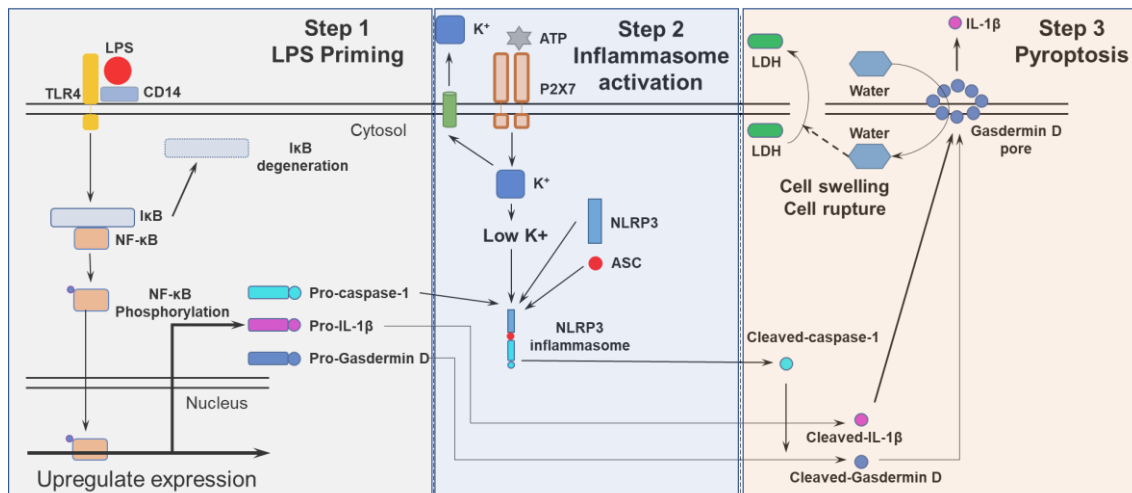 Step 1
LPS Priming
LPS
TLR4
CD14
Cytosol
IκB
degeneration
IκB
NF-κB
NF-κB
Phosphorylation
Pro-caspase-1
Pro-IL-1β
Pro-Gasdermin D
Nucleus
Upregulate expression
Step 2
Inflammasome
activation
K⁺
ATP
P2X7
K⁺
Low K+
NLRP3
ASC
NLRP3
inflammasome
Step 3
Pyroptosis
IL-1β
LDH
Water
LDH
Water
Gasdermin D
pore
Cell swelling
Cell rupture
Cleaved-caspase-1
Cleaved-IL-1β
Cleaved-Gasdermin D